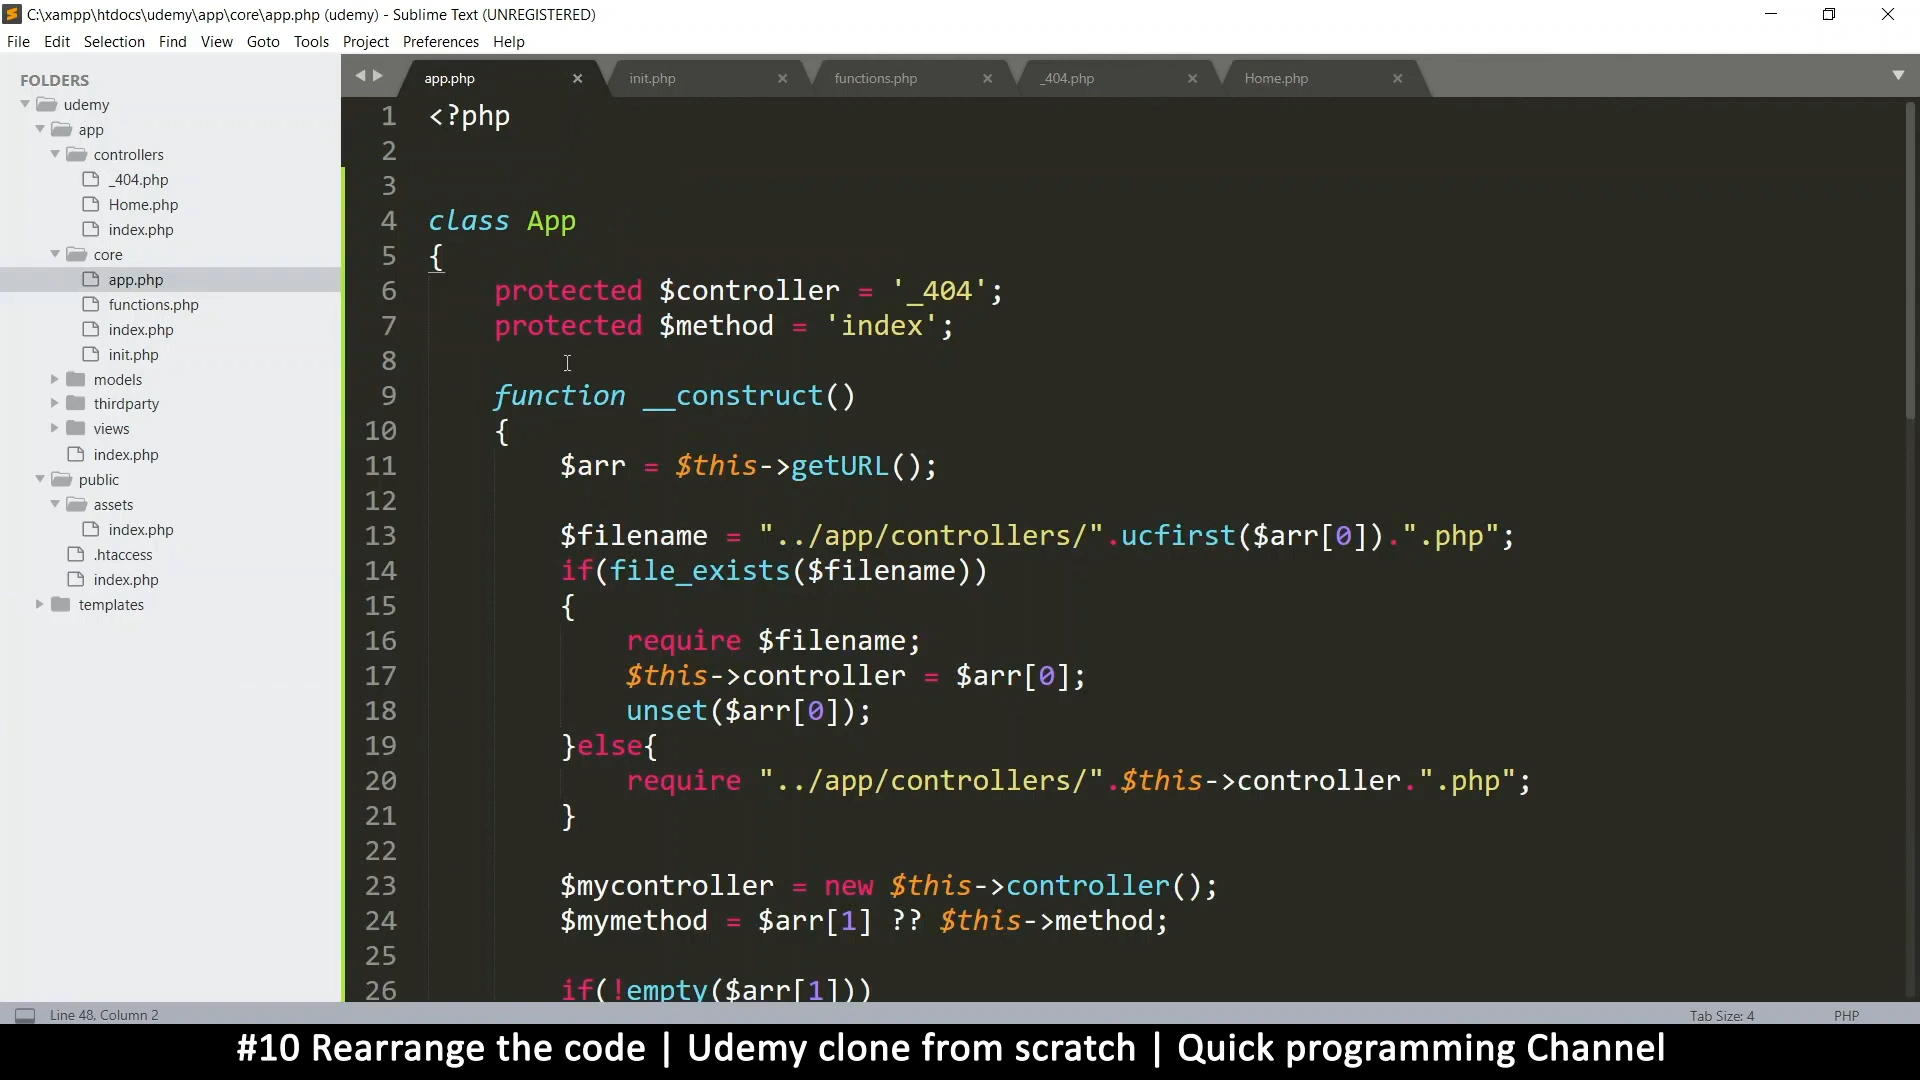 C:\xampp\htdocs\udemy\app\core\app.php (udemy) - Sublime Text (UNREGISTERED)
File Edit Selection Find View Goto Tools Project Preferences Help
FOLDERS
udemy
app
controllers
_404.php
Home.php
index.php
core
app.php
functions.php
index.php
init.php
models
thirdparty
views
index.php
public
assets
index.php
.htaccess
index.php
templates
app.php init.php functions.php _404.php Home.php
1 <?php
2
3
4 class App
5 {
6 protected $controller = '_404';
7 protected $method = 'index';
8
9 function __construct()
10 {
11 $arr = $this->getURL();
12
13 $filename = "../app/controllers/".ucfirst($arr[0]).".php";
14 if(file_exists($filename))
15 {
16 require $filename;
17 $this->controller = $arr[0];
18 unset($arr[0]);
19 }else{
20 require "../app/controllers/".$this->controller.".php";
21 }
22
23 $mycontroller = new $this->controller();
24 $mymethod = $arr[1] ?? $this->method;
25
26 if(!empty($arr[1]))
Line 48, Column 2 Tab Size: 4 PHP
#10 Rearrange the code | Udemy clone from scratch | Quick programming Channel